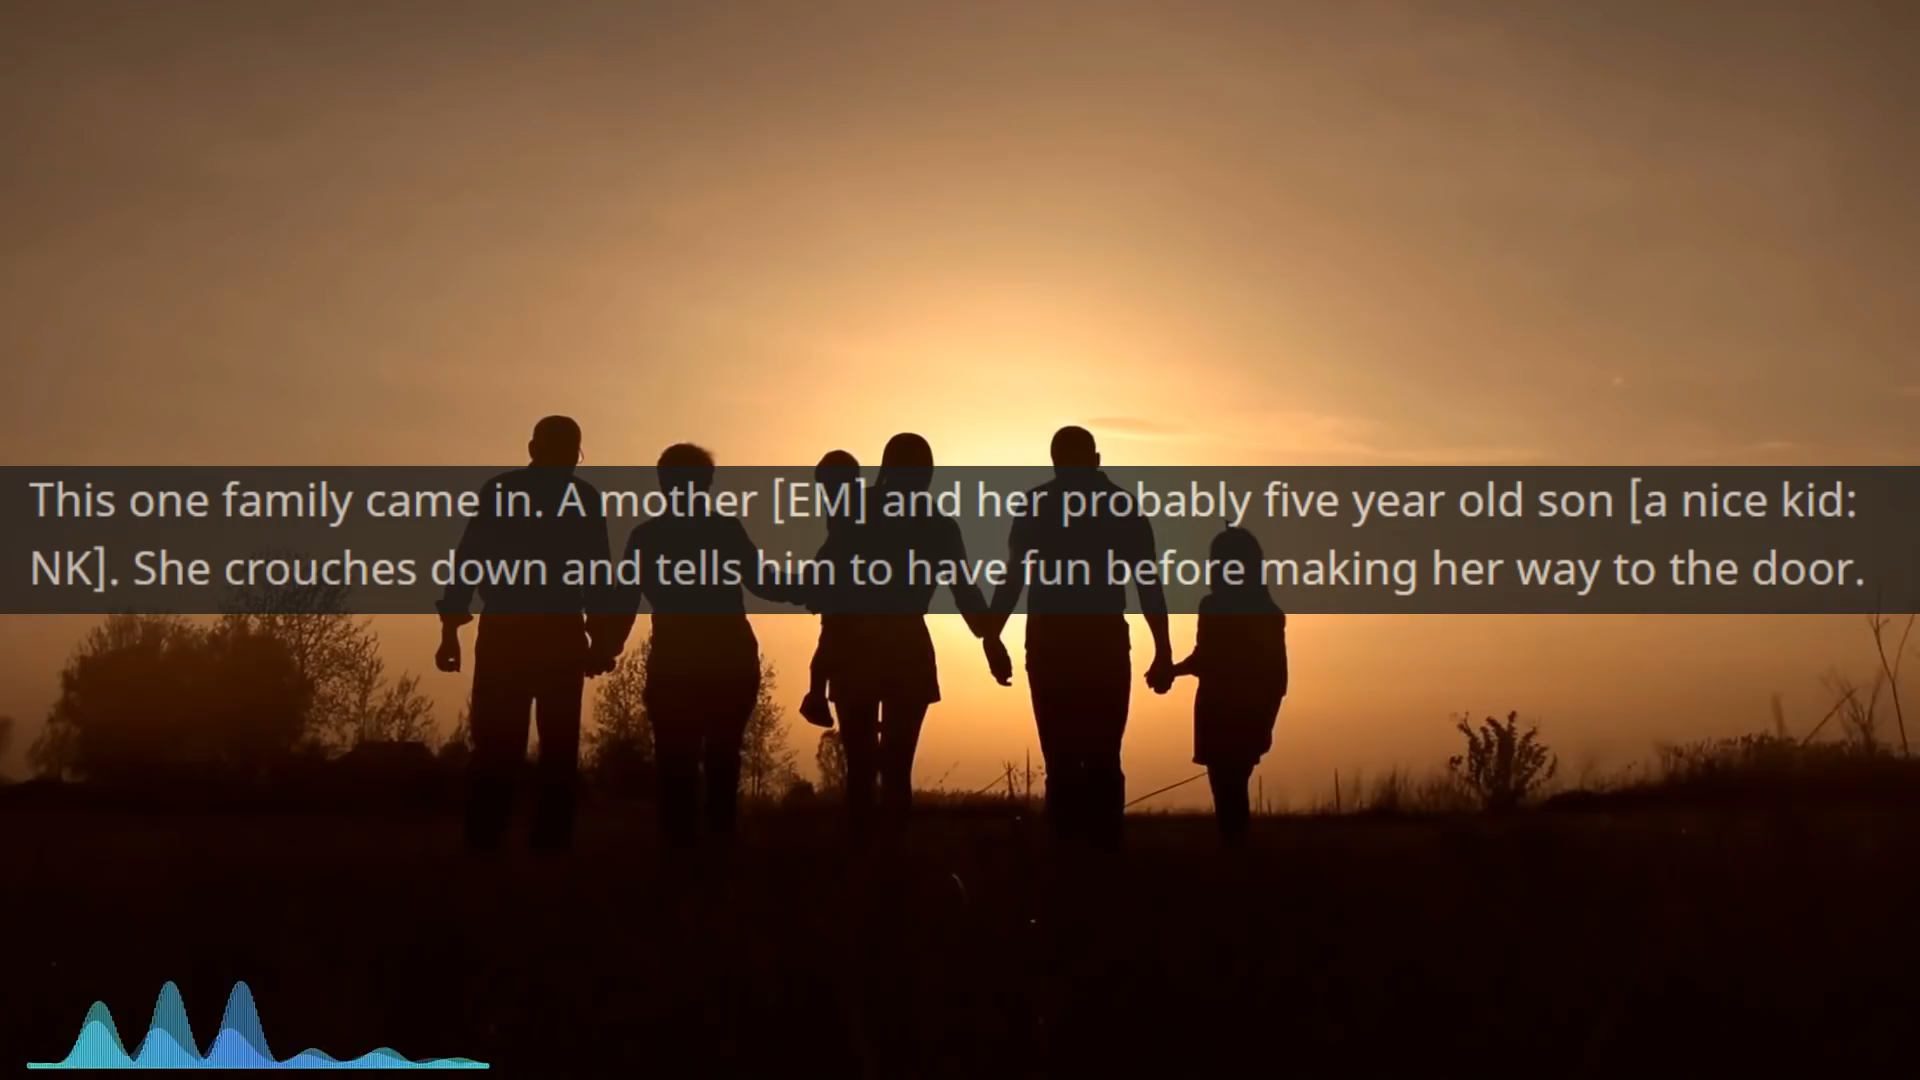 This one family came in. A mother [EM] and her probably five year old son [a nice kid:
NK]. She crouches down and tells him to have fun before making her way to the door.